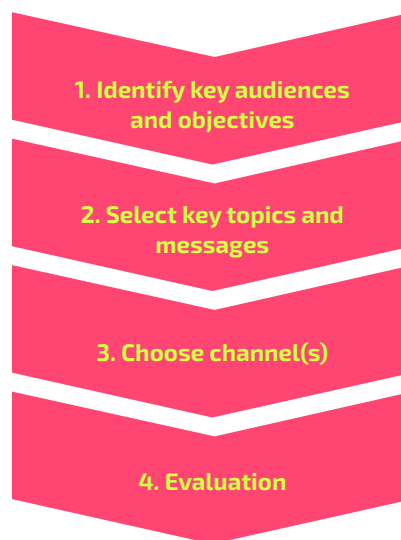 1. Identify key audiences
and objectives
2. Select key topics and
messages
3. Choose channel(s)
4. Evaluation